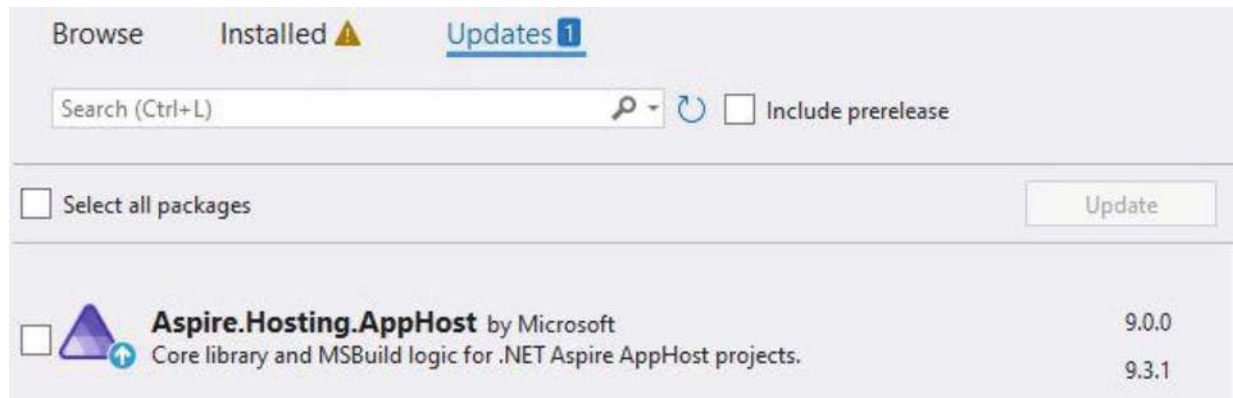 Browse Installed Updates 1
Search (Ctrl+L) Include prerelease
Select all packages Update
Aspire.Hosting.AppHost by Microsoft 9.0.0
Core library and MSBuild logic for .NET Aspire AppHost projects.
9.3.1